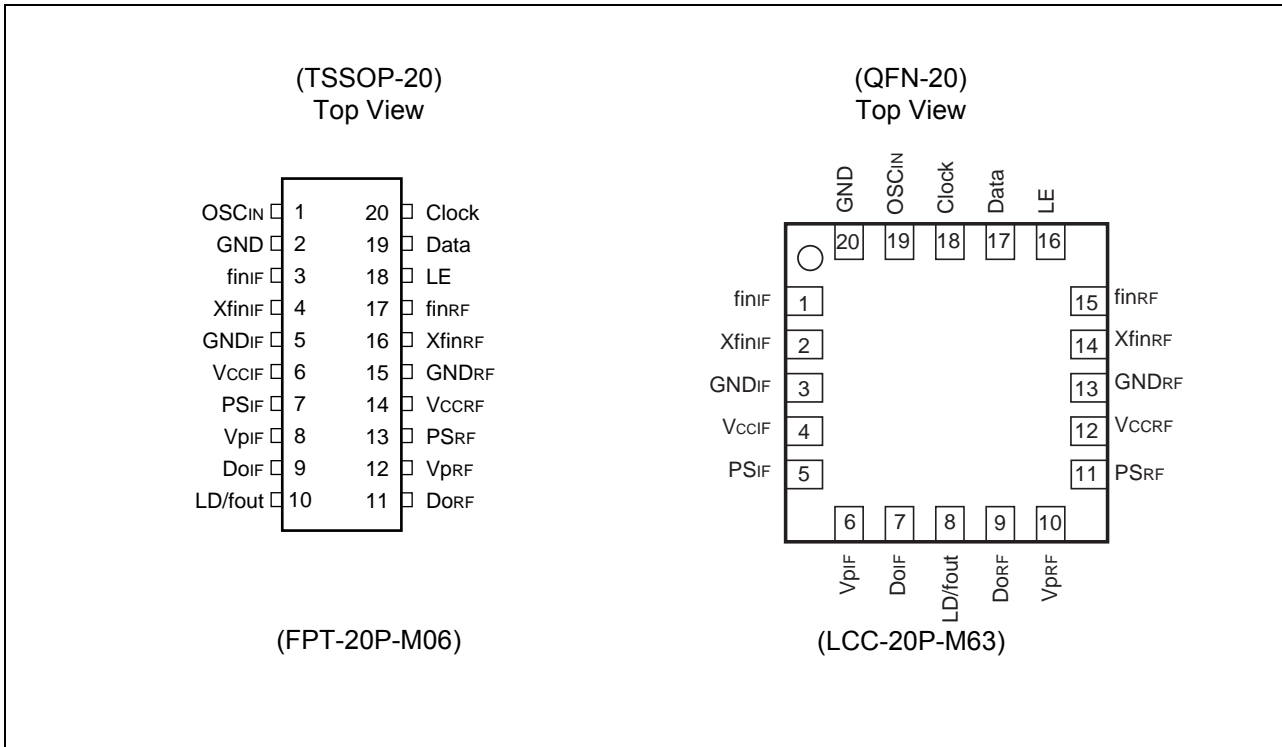 (TSSOP-20)
Top View
OSCIN 1 20 Clock
GND 2 19 Data
finIF 3 18 LE
XfinIF 4 17 finRF
GNDIF 5 16 XfinRF
VCCIF 6 15 GNDRF
PSIF 7 14 VCCRF
VpIF 8 13 PSRF
DoIF 9 12 VpRF
LD/fout 10 11 DoRF
(FPT-20P-M06)
(QFN-20)
Top View
GND OSCIN Clock Data LE
20 19 18 17 16
finIF 1 15 finRF
XfinIF 2 14 XfinRF
GNDIF 3 13 GNDRF
VCCIF 4 12 VCCRF
PSIF 5 11 PSRF
6 7 8 9 10
VpIF DoIF LD/fout DoRF VpRF
(LCC-20P-M63)